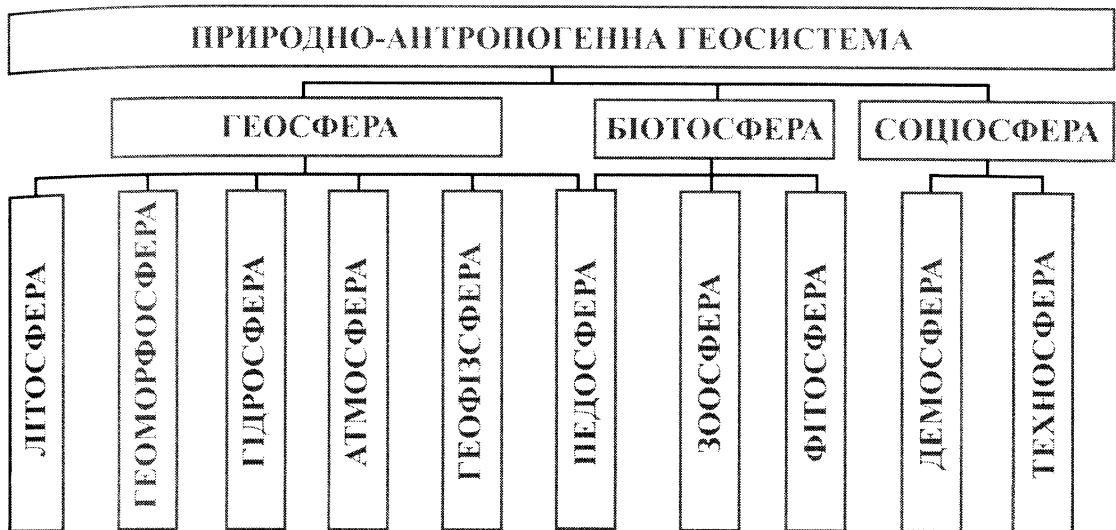 ПРИРОДНО-АНТРОПОГЕННА ГЕОСИСТЕМА
ГЕОСФЕРА
БІОТОСФЕРА
СОЦІОСФЕРА
ЛІТОСФЕРА
ГЕОМОРФОСФЕРА
ГІДРОСФЕРА
АТМОСФЕРА
ГЕОФІЗСФЕРА
ПЕДОСФЕРА
ЗООСФЕРА
ФІТОСФЕРА
ДЕМОСФЕРА
ТЕХНОСФЕРА